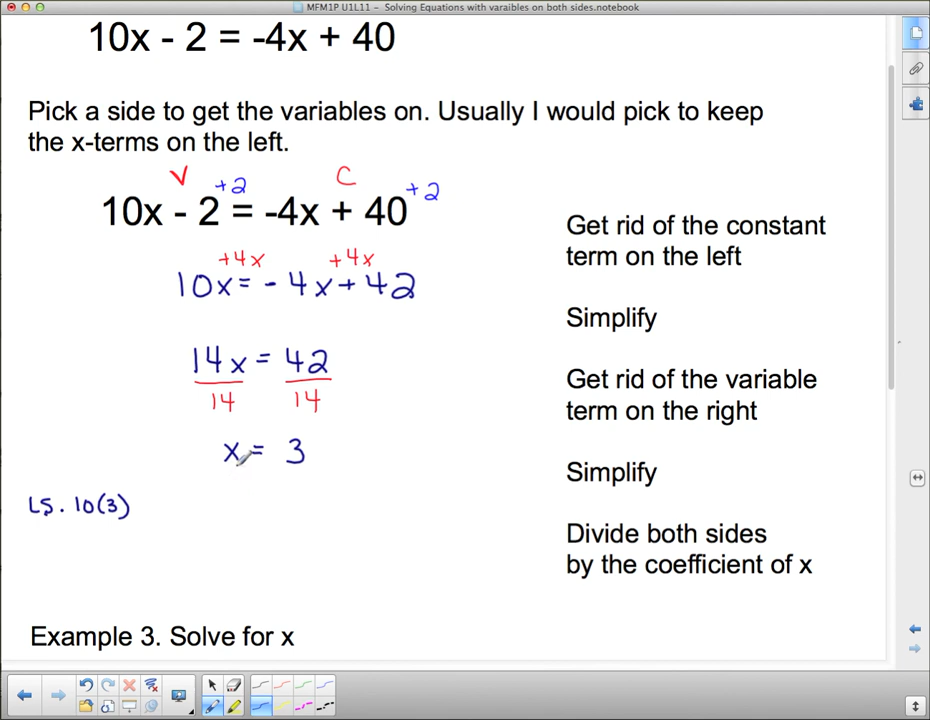 MFM1P U1L11 – Solving Equations with varaibles on both sides.notebook
10x - 2 = -4x + 40
Pick a side to get the variables on. Usually I would pick to keep
the x-terms on the left.
V C
+2 +2
10x - 2 = -4x + 40
+4x +4x
10x = - 4x + 42
14x = 42
14 14
x = 3
LS. 10(3)
Get rid of the constant
term on the left
Simplify
Get rid of the variable
term on the right
Simplify
Divide both sides
by the coefficient of x
Example 3. Solve for x